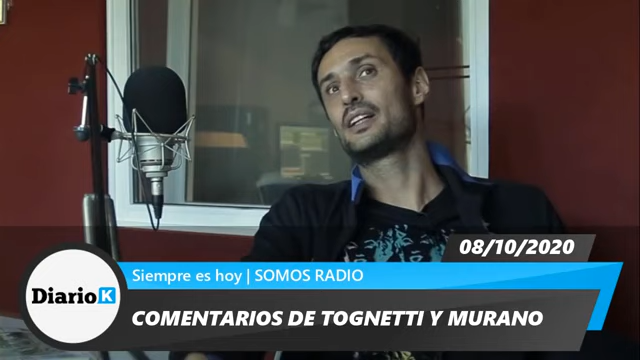 08/10/2020
Siempre es hoy | SOMOS RADIO
DiarioK
COMENTARIOS DE TOGNETTI Y MURANO